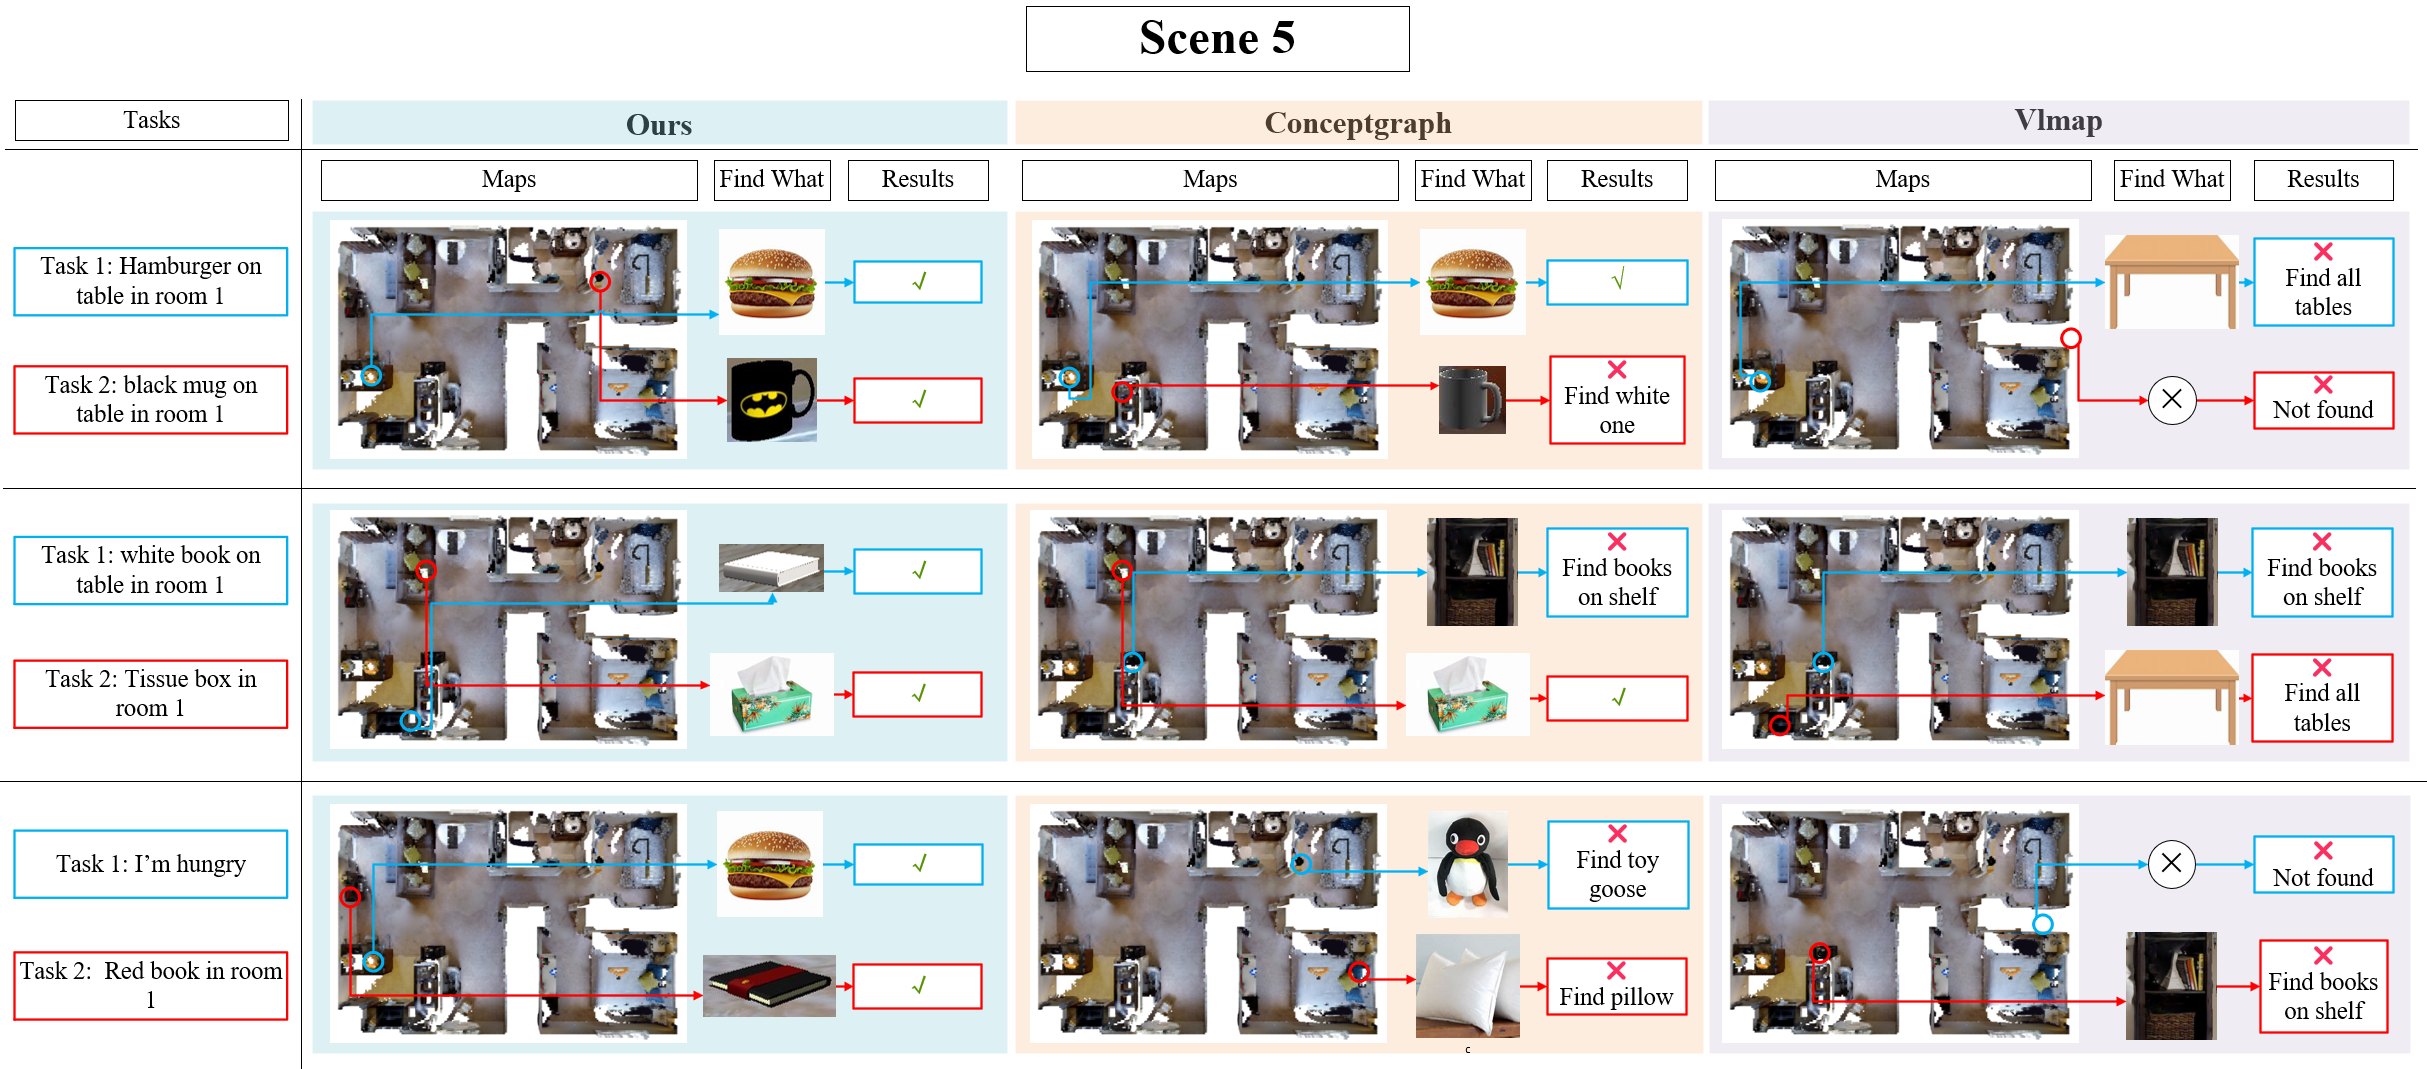 Scene 5
Tasks
Ours
Conceptgraph
Vlmap
Maps
Find What
Results
Maps
Find What
Results
Maps
Find What
Results
Task 1: Hamburger on
table in room 1
√
√
Find all
tables
Task 2: black mug on
table in room 1
√
Find white
one
Not found
Task 1: white book on
table in room 1
√
Find books
on shelf
Find books
on shelf
Task 2: Tissue box in
room 1
√
√
Find all
tables
Task 1: I’m hungry
√
Find toy
goose
Not found
Task 2:  Red book in room
1
√
Find pillow
Find books
on shelf
c